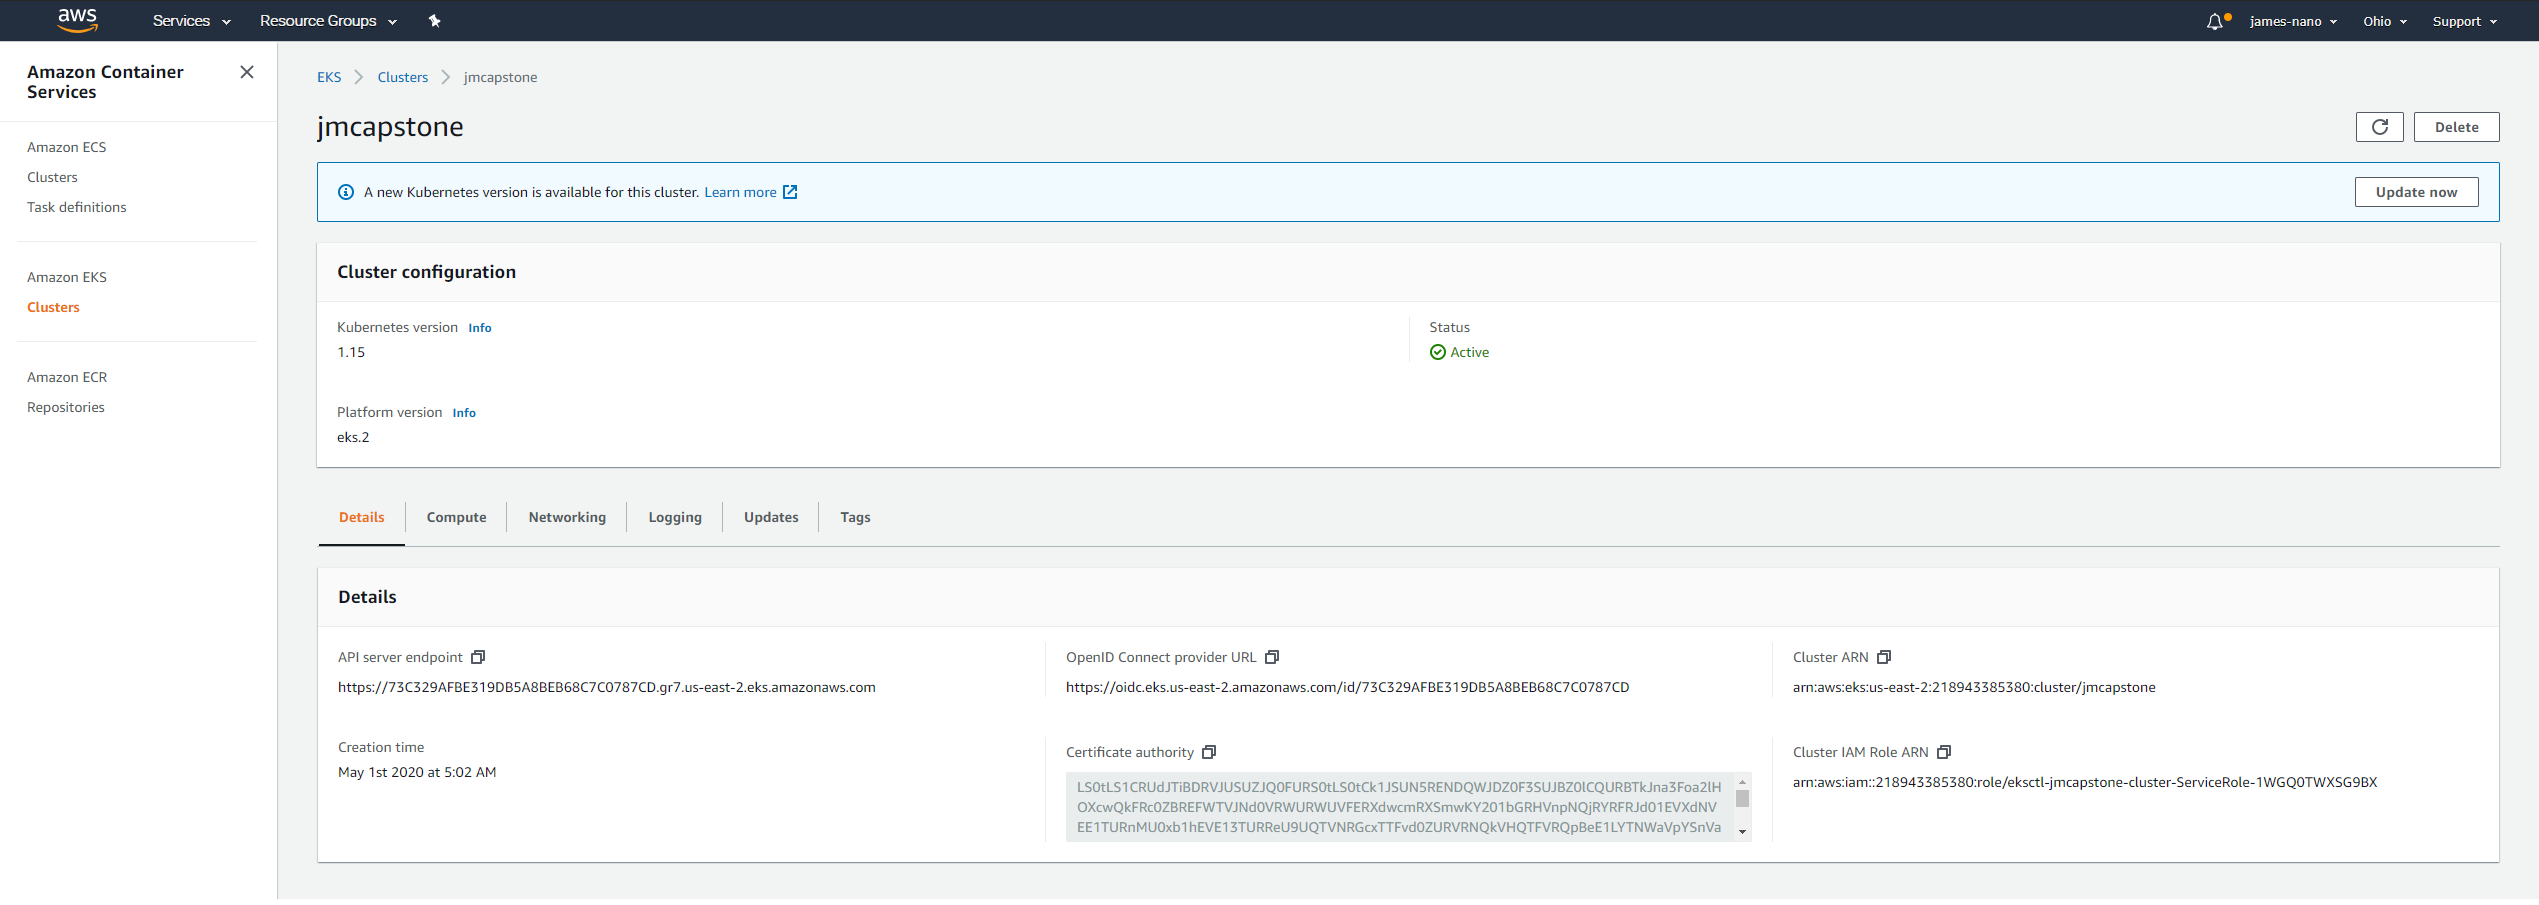 aws
Services
Resource Groups
james-nano
Ohio
Support
Amazon Container
Services
Amazon ECS
Clusters
Task definitions
Amazon EKS
Clusters
Amazon ECR
Repositories
EKS
Clusters
jmcapstone
jmcapstone
Delete
A new Kubernetes version is available for this cluster. Learn more
Update now
Cluster configuration
Kubernetes version Info
1.15
Status
Active
Platform version Info
eks.2
Details
Compute
Networking
Logging
Updates
Tags
Details
API server endpoint
https://73C329AFBE319DB5A8BEB68C7C0787CD.gr7.us-east-2.eks.amazonaws.com
OpenID Connect provider URL
https://oidc.eks.us-east-2.amazonaws.com/id/73C329AFBE319DB5A8BEB68C7C0787CD
Cluster ARN
arn:aws:eks:us-east-2:218943385380:cluster/jmcapstone
Creation time
May 1st 2020 at 5:02 AM
Certificate authority
Cluster IAM Role ARN
arn:aws:iam::218943385380:role/eksctl-jmcapstone-cluster-ServiceRole-1WGQ0TWXSG9BX